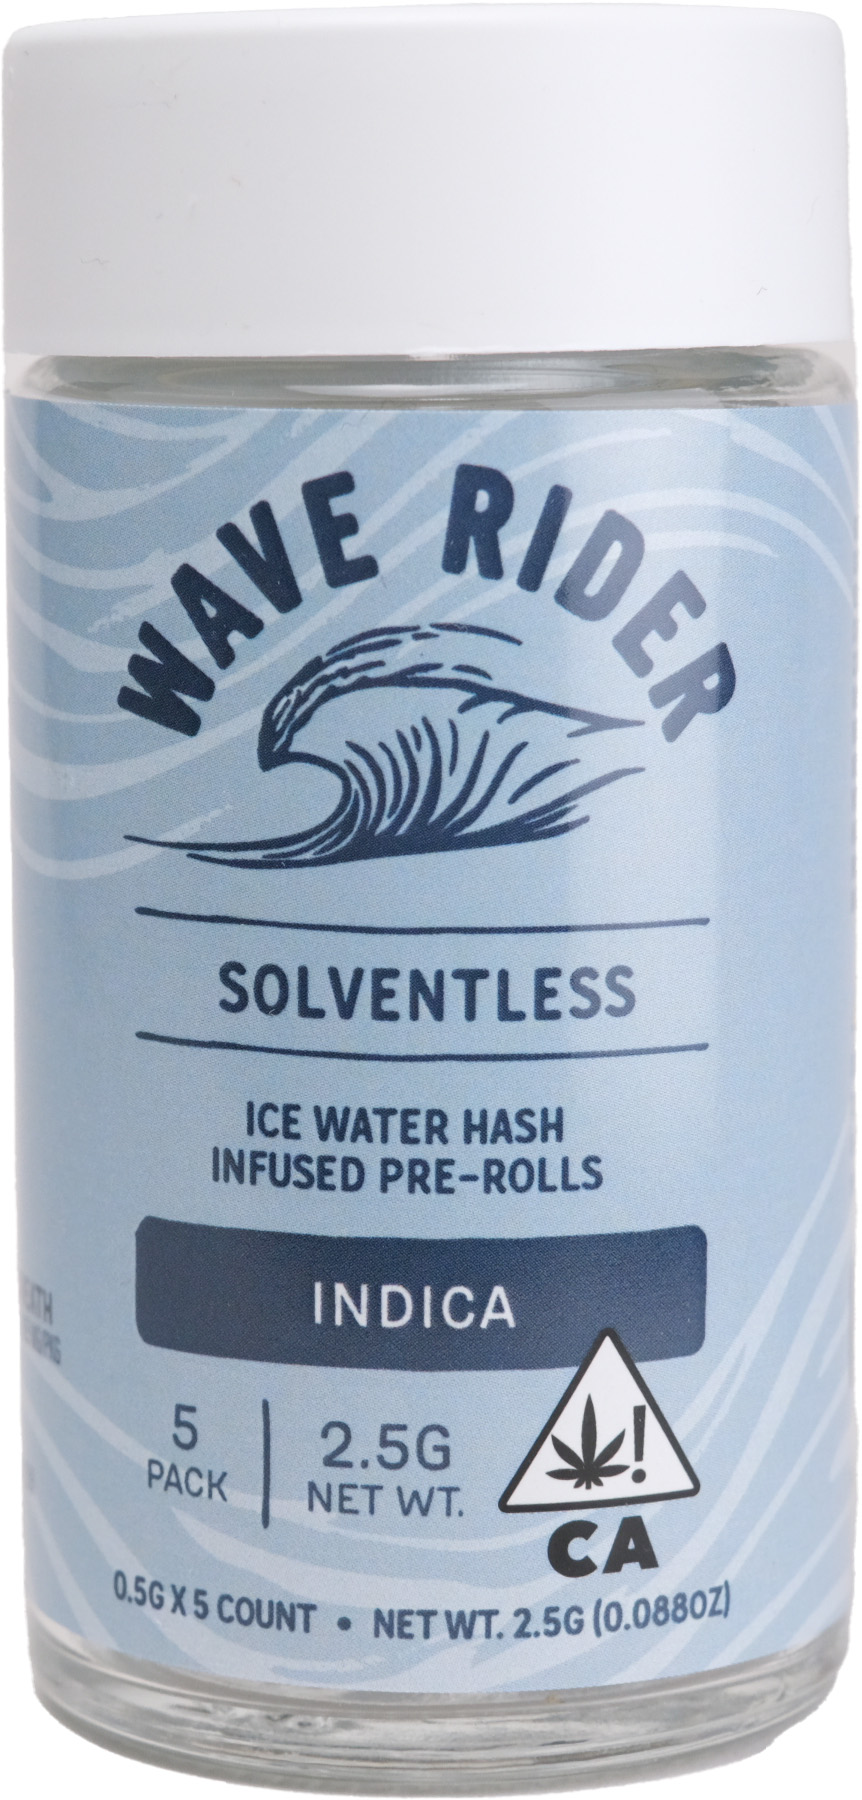 WAVE RIDER
SOLVENTLESS
ICE WATER HASH
INFUSED PRE-ROLLS
INDICA
5
PACK
2.5G
NET WT.
CA
0.5G X 5 COUNT • NET WT. 2.5G (0.088OZ)